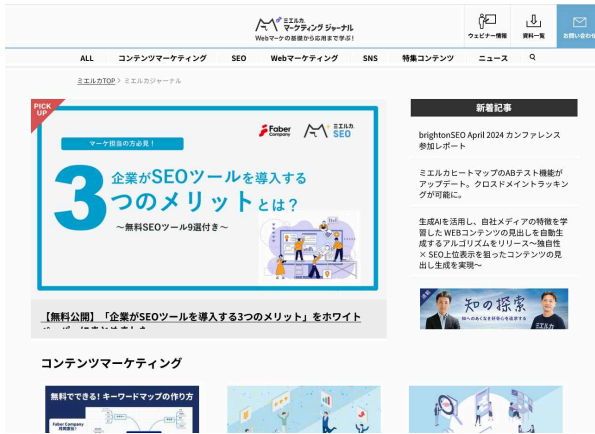 ミエルカ
マーケティング ジャーナル
Webマーケの基礎から応用まで学ぶ!
ウェビナー情報
資料一覧
お問い合わせ
ALL
コンテンツマーケティング
SEO
Webマーケティング
SNS
特集コンテンツ
ニュース
ミエルカTOP > ミエルカジャーナル
PICK
UP
マーケ担当の方必見!
Faber
Company
ミエルカ
SEO
企業がSEOツールを導入する
3つのメリットとは?
〜無料SEOツール9選付き〜
【無料公開】「企業がSEOツールを導入する3つのメリット」をホワイト
新着記事
brightonSEO April 2024 カンファレンス
参加レポート
ミエルカヒートマップのABテスト機能が
アップデート。クロスドメイントラッキン
グが可能に。
生成AIを活用し、自社メディアの特徴を学
習した WEBコンテンツの見出しを自動生
成するアルゴリズムをリリース〜独自性
× SEO上位表示を狙ったコンテンツの見
出し生成を実現〜
連載
知の探索
ミエルカ
コンテンツマーケティング
無料でできる! キーワードマップの作り方
Faber Company